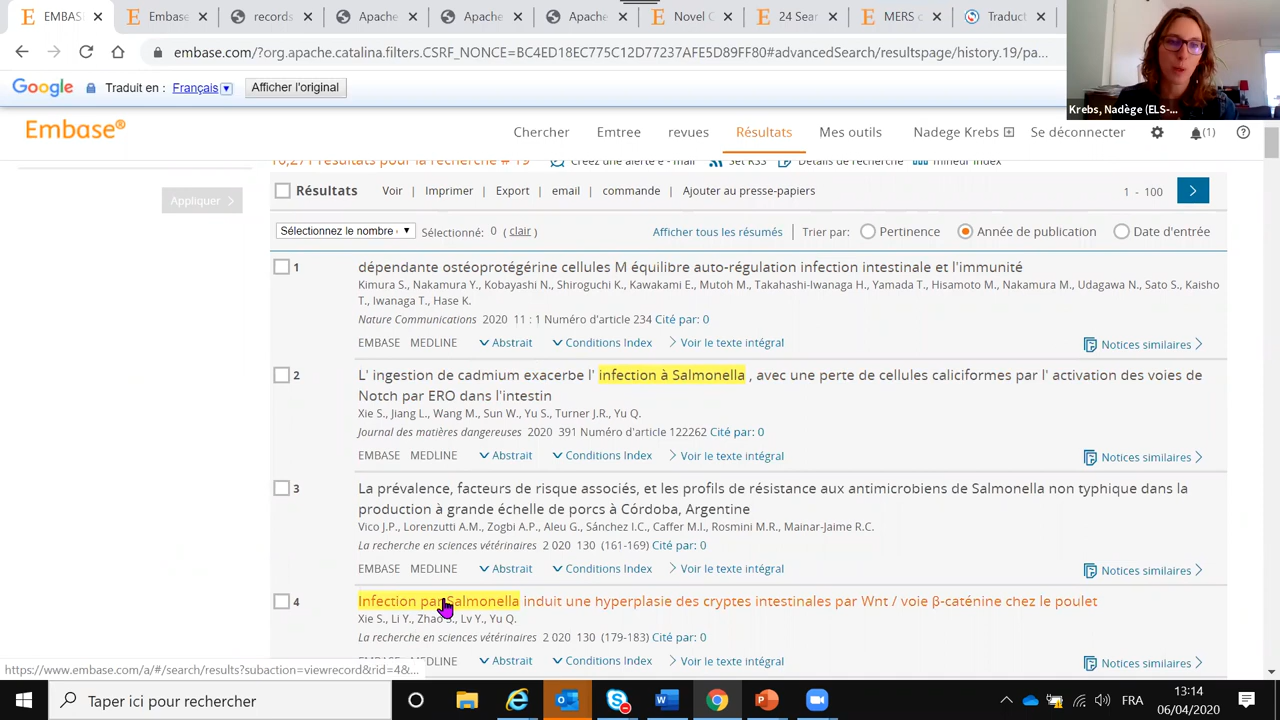 EMBAS
Embase
records
Apache
Apache
Apache
Novel C
24 Sear
MERS c
Traduct
embase.com/?org.apache.catalina.filters.CSRF_NONCE=BC4ED18EC775C12D77237AFE5D89FF80#advancedSearch/resultspage/history.19/pa...
Google Traduit en : Français Afficher l'original
Krebs, Nadège (ELS-...
Embase®
Chercher Emtree revues Résultats Mes outils Nadege Krebs Se déconnecter (1)
16,271 résultats pour la recherche # 19 Créez une alerte e - mail Set RSS Détails de recherche mineur Index
Appliquer
Résultats Voir | Imprimer | Export | email | commande | Ajouter au presse-papiers 1 - 100
Sélectionnez le nombre Sélectionné: 0 ( clair ) Afficher tous les résumés | Trier par: Pertinence Année de publication Date d'entrée
1 dépendante ostéoprotégérine cellules M équilibre auto-régulation infection intestinale et l'immunité
Kimura S., Nakamura Y., Kobayashi N., Shiroguchi K., Kawakami E., Mutoh M., Takahashi-Iwanaga H., Yamada T., Hisamoto M., Nakamura M., Udagawa N., Sato S., Kaisho
T., Iwanaga T., Hase K.
Nature Communications 2020 11 : 1 Numéro d'article 234 Cité par: 0
EMBASE MEDLINE Abstrait Conditions Index Voir le texte intégral Notices similaires
2 L' ingestion de cadmium exacerbe l' infection à Salmonella , avec une perte de cellules caliciformes par l' activation des voies de
Notch par ERO dans l'intestin
Xie S., Jiang L., Wang M., Sun W., Yu S., Turner J.R., Yu Q.
Journal des matières dangereuses 2020 391 Numéro d'article 122262 Cité par: 0
EMBASE MEDLINE Abstrait Conditions Index Voir le texte intégral Notices similaires
3 La prévalence, facteurs de risque associés, et les profils de résistance aux antimicrobiens de Salmonella non typhique dans la
production à grande échelle de porcs à Córdoba, Argentine
Vico J.P., Lorenzutti A.M., Zogbi A.P., Aleu G., Sánchez I.C., Caffer M.I., Rosmini M.R., Mainar-Jaime R.C.
La recherche en sciences vétérinaires 2 020 130 (161-169) Cité par: 0
EMBASE MEDLINE Abstrait Conditions Index Voir le texte intégral Notices similaires
4 Infection par Salmonella induit une hyperplasie des cryptes intestinales par Wnt / voie β-caténine chez le poulet
Xie S., Li Y., Zhao S., Lv Y., Yu Q.
La recherche en sciences vétérinaires 2 020 130 (179-183) Cité par: 0
EMBASE MEDLINE Abstrait Conditions Index Voir le texte intégral Notices similaires
https://www.embase.com/a/#/search/results?subaction=viewrecord&rid=4&...
Taper ici pour rechercher
FRA
13:14
06/04/2020